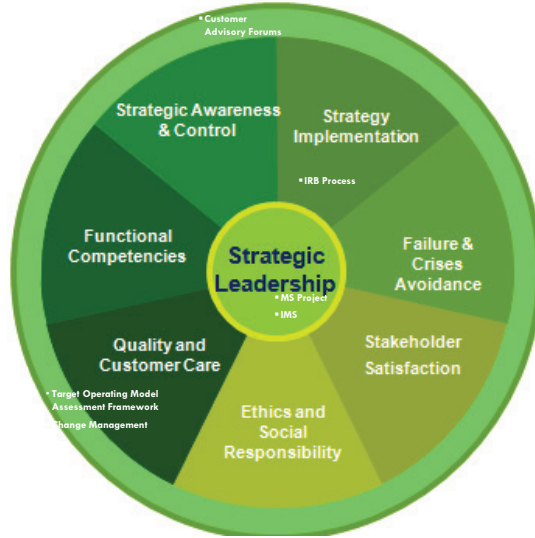 ▪ Customer
Advisory Forums
Strategic Awareness
& Control
Strategy
Implementation
▪ IRB Process
Functional
Competencies
Failure &
Crises
Avoidance
Strategic
Leadership
▪ MS Project
▪ IMS
Quality and
Customer Care
Stakeholder
Satisfaction
▪ Target Operating Model
Assessment Framework
Change Management
Ethics and
Social
Responsibility